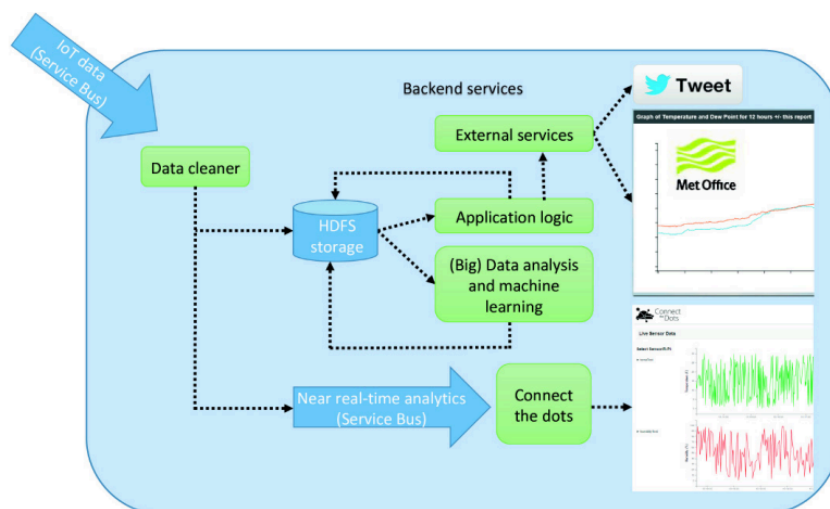 IoT data
(Service Bus)
Backend services
Tweet
Graph of Temperature and Dew Point for 12 hours +/- this report
Met Office
External services
Data cleaner
HDFS
storage
Application logic
(Big) Data analysis
and machine
learning
Near real-time analytics
(Service Bus)
Connect
the dots
Connect
The Dots
Live Sensor Data